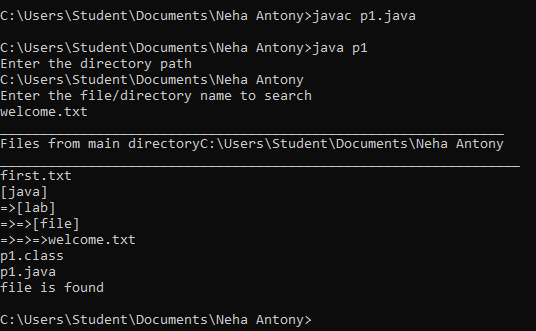 C:\Users\Student\Documents\Neha Antony>javac p1.java
C:\Users\Student\Documents\Neha Antony>java p1
Enter the directory path
C:\Users\Student\Documents\Neha Antony
Enter the file/directory name to search
welcome.txt
_______________________________________________________________
Files from main directoryC:\Users\Student\Documents\Neha Antony
_________________________________________________________________
first.txt
[java]
=>[lab]
=>=>[file]
=>=>=>welcome.txt
p1.class
p1.java
file is found
C:\Users\Student\Documents\Neha Antony>